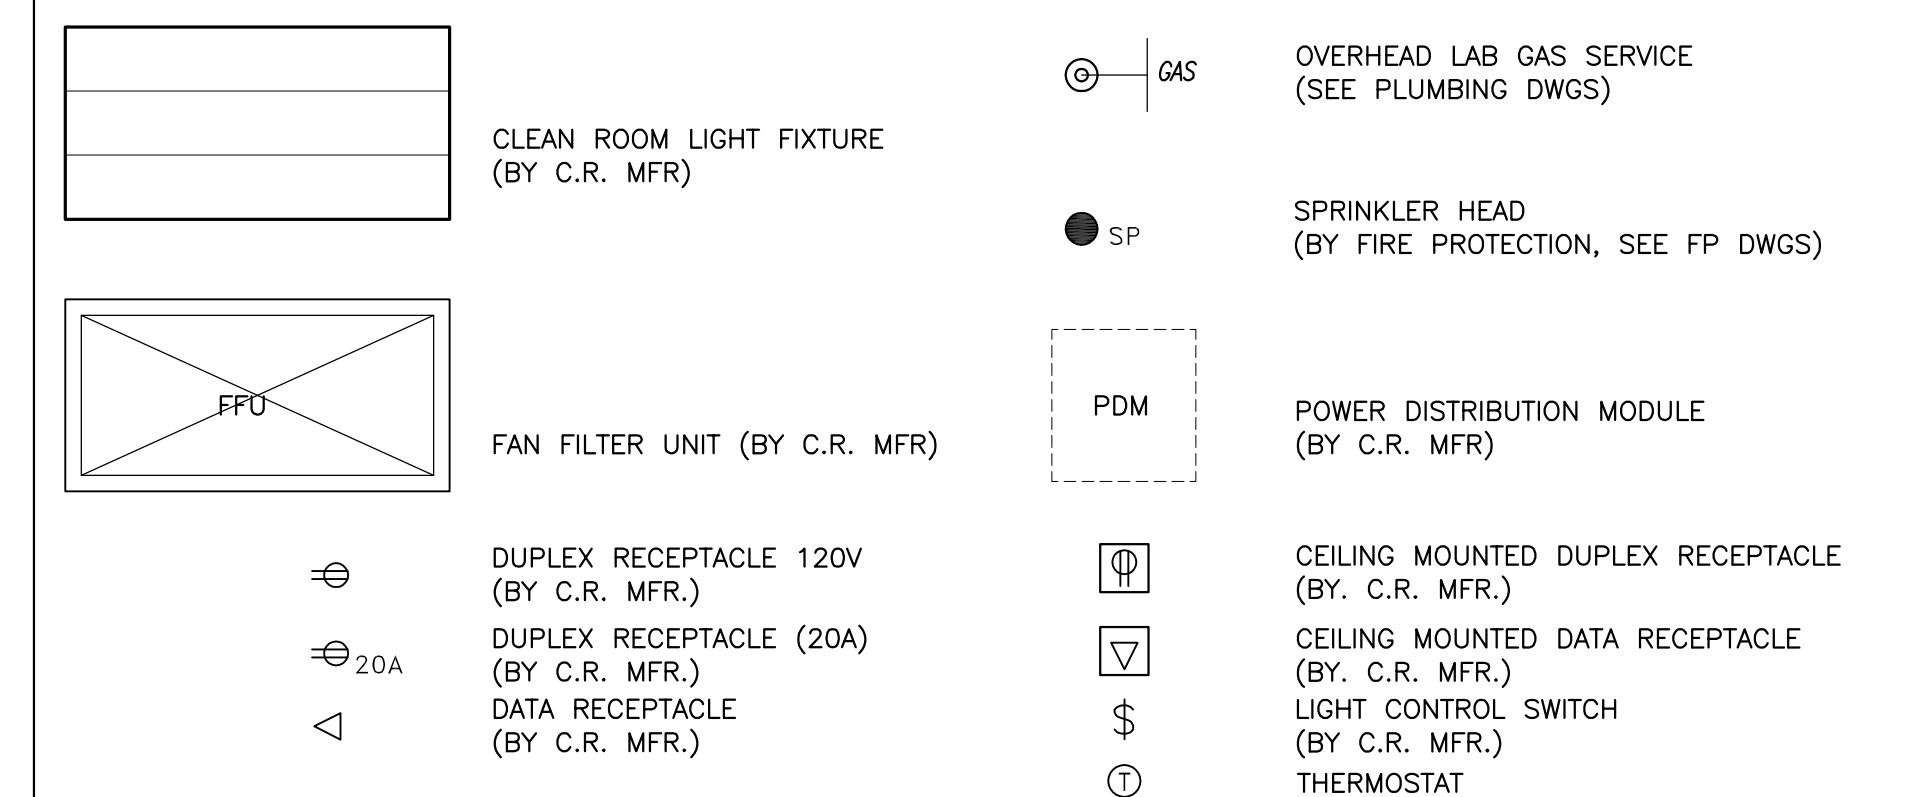 CLEAN ROOM LIGHT FIXTURE
(BY C.R. MFR)
FFU
FAN FILTER UNIT (BY C.R. MFR)
DUPLEX RECEPTACLE 120V
(BY C.R. MFR.)
20A
DUPLEX RECEPTACLE (20A)
(BY C.R. MFR.)
DATA RECEPTACLE
(BY C.R. MFR.)
GAS
OVERHEAD LAB GAS SERVICE
(SEE PLUMBING DWGS)
SP
SPRINKLER HEAD
(BY FIRE PROTECTION, SEE FP DWGS)
PDM
POWER DISTRIBUTION MODULE
(BY C.R. MFR)
CEILING MOUNTED DUPLEX RECEPTACLE
(BY. C.R. MFR.)
CEILING MOUNTED DATA RECEPTACLE
(BY. C.R. MFR.)
$
LIGHT CONTROL SWITCH
(BY C.R. MFR.)
T
THERMOSTAT